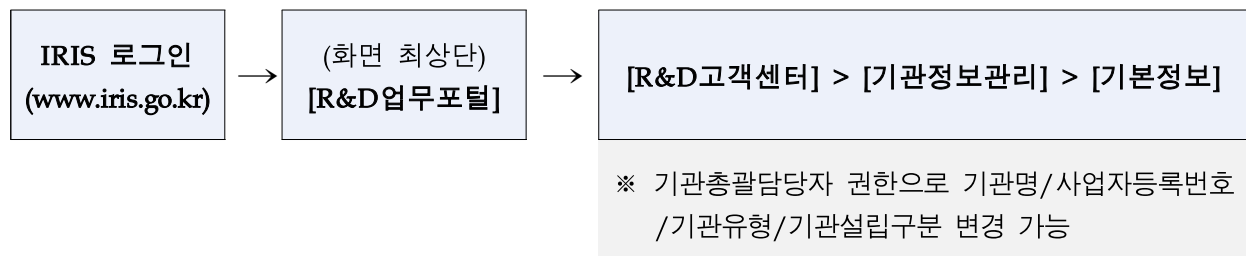 IRIS 로그인
(www.iris.go.kr)
→
(화면 최상단)
[R&D업무포털]
→
[R&D고객센터] > [기관정보관리] > [기본정보]
※ 기관총괄담당자 권한으로 기관명/사업자등록번호
/기관유형/기관설립구분 변경 가능